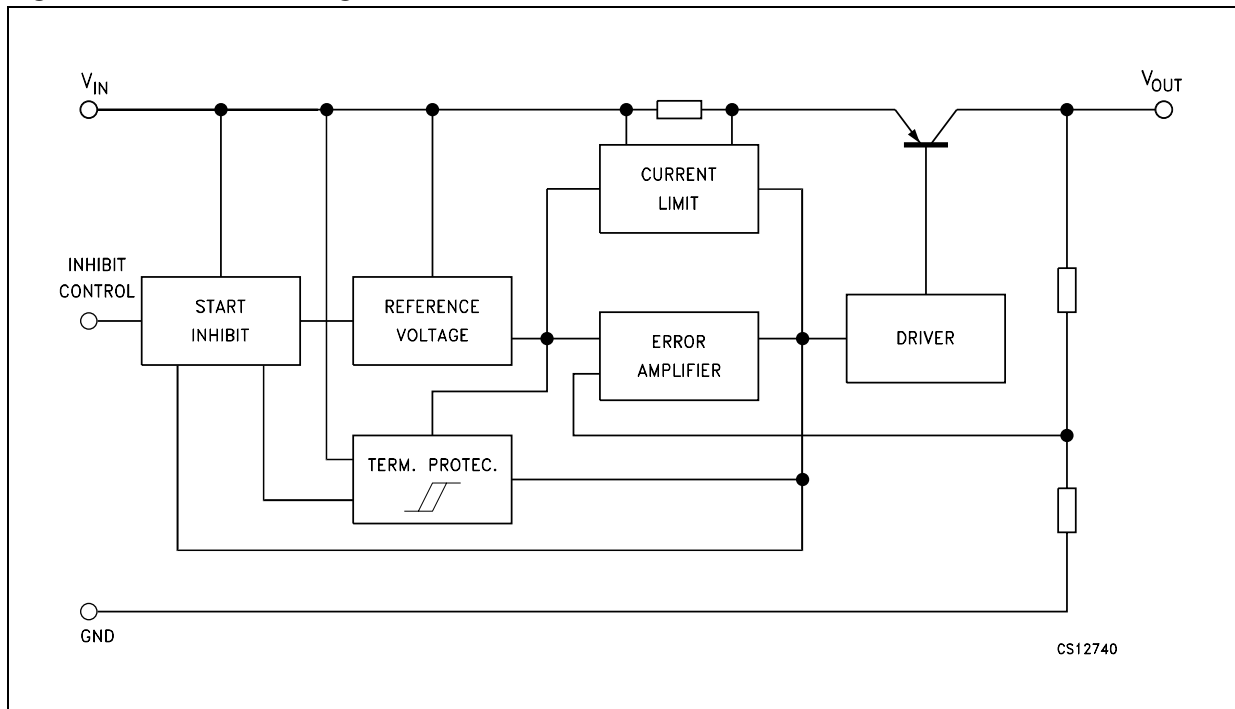 VIN
VOUT
CURRENT
LIMIT
INHIBIT
CONTROL
START
INHIBIT
REFERENCE
VOLTAGE
ERROR
AMPLIFIER
DRIVER
TERM. PROTEC.
GND
CS12740